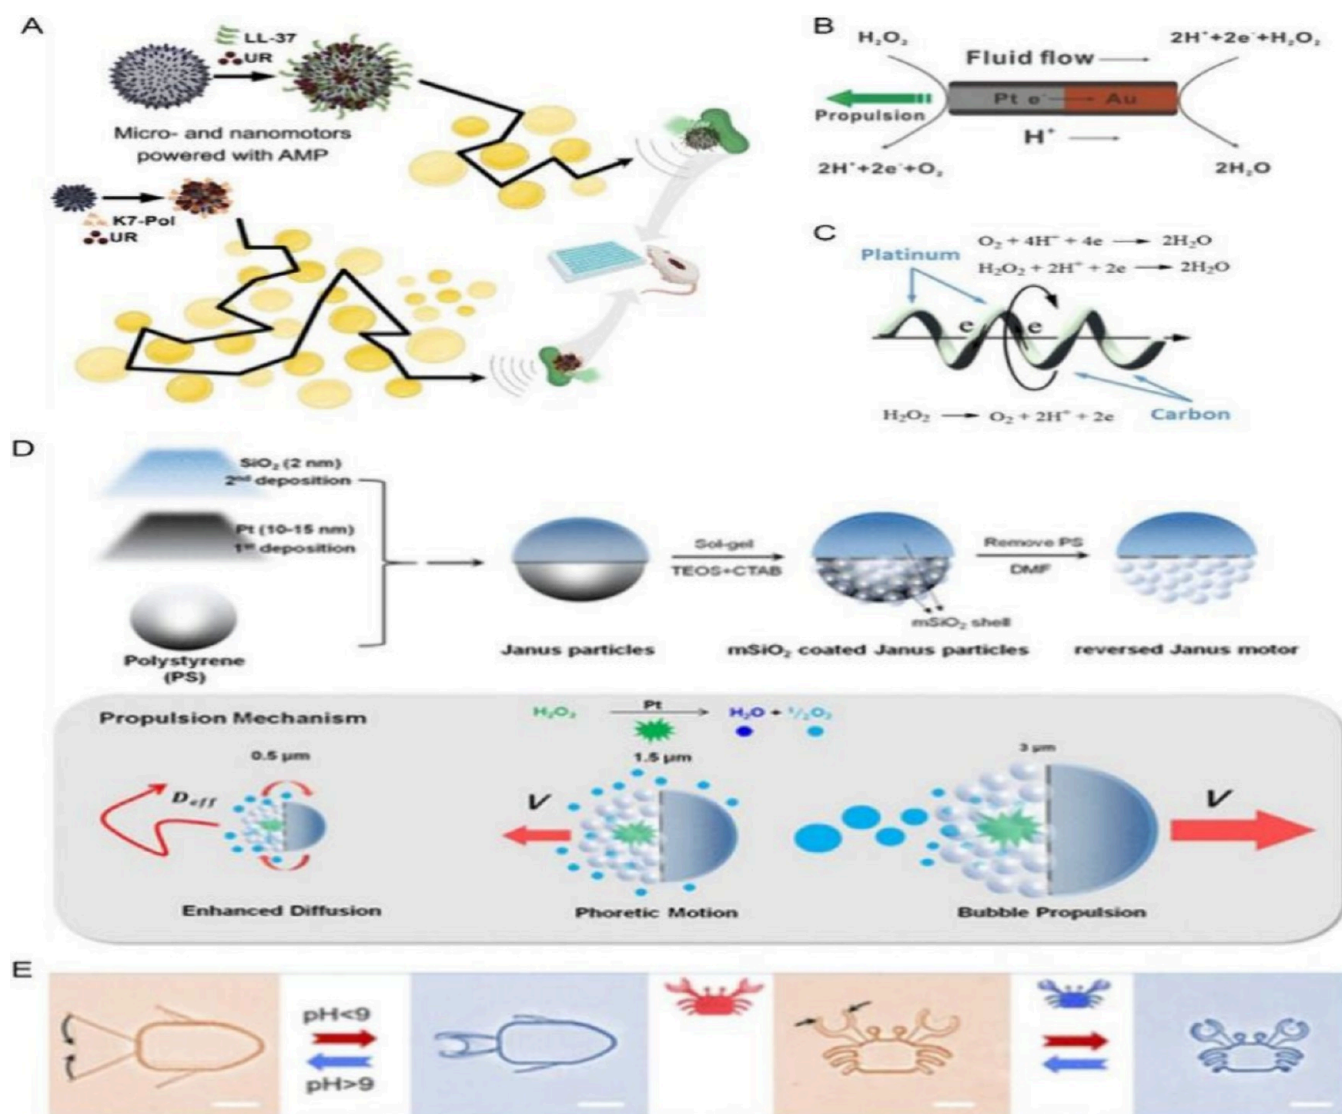 A
LL-37
UR
Micro- and nanomotors
powered with AMP
K7-Pol
UR
B
H₂O₂
2H⁺+2e⁻+H₂O₂
Fluid flow
Pt e⁻ Au
Propulsion
H⁺
2H⁺+2e⁻+O₂
2H₂O
C
O₂ + 4H⁺ + 4e → 2H₂O
Platinum
H₂O₂ + 2H⁺ + 2e → 2H₂O
e e
H₂O₂ → O₂ + 2H⁺ + 2e
Carbon
D
SiO₂ (2 nm)
2nd deposition
Pt (10-15 nm)
1st deposition
Polystyrene
(PS)
Janus particles
Sol-gel
TEOS+CTAB
mSiO₂ shell
mSiO₂ coated Janus particles
Remove PS
DMF
reversed Janus motor
Propulsion Mechanism
H₂O₂ Pt H₂O + ½O₂
0.5 µm
1.5 µm
3 µm
D eff
V
V
Enhanced Diffusion
Phoretic Motion
Bubble Propulsion
E
pH<9
pH>9